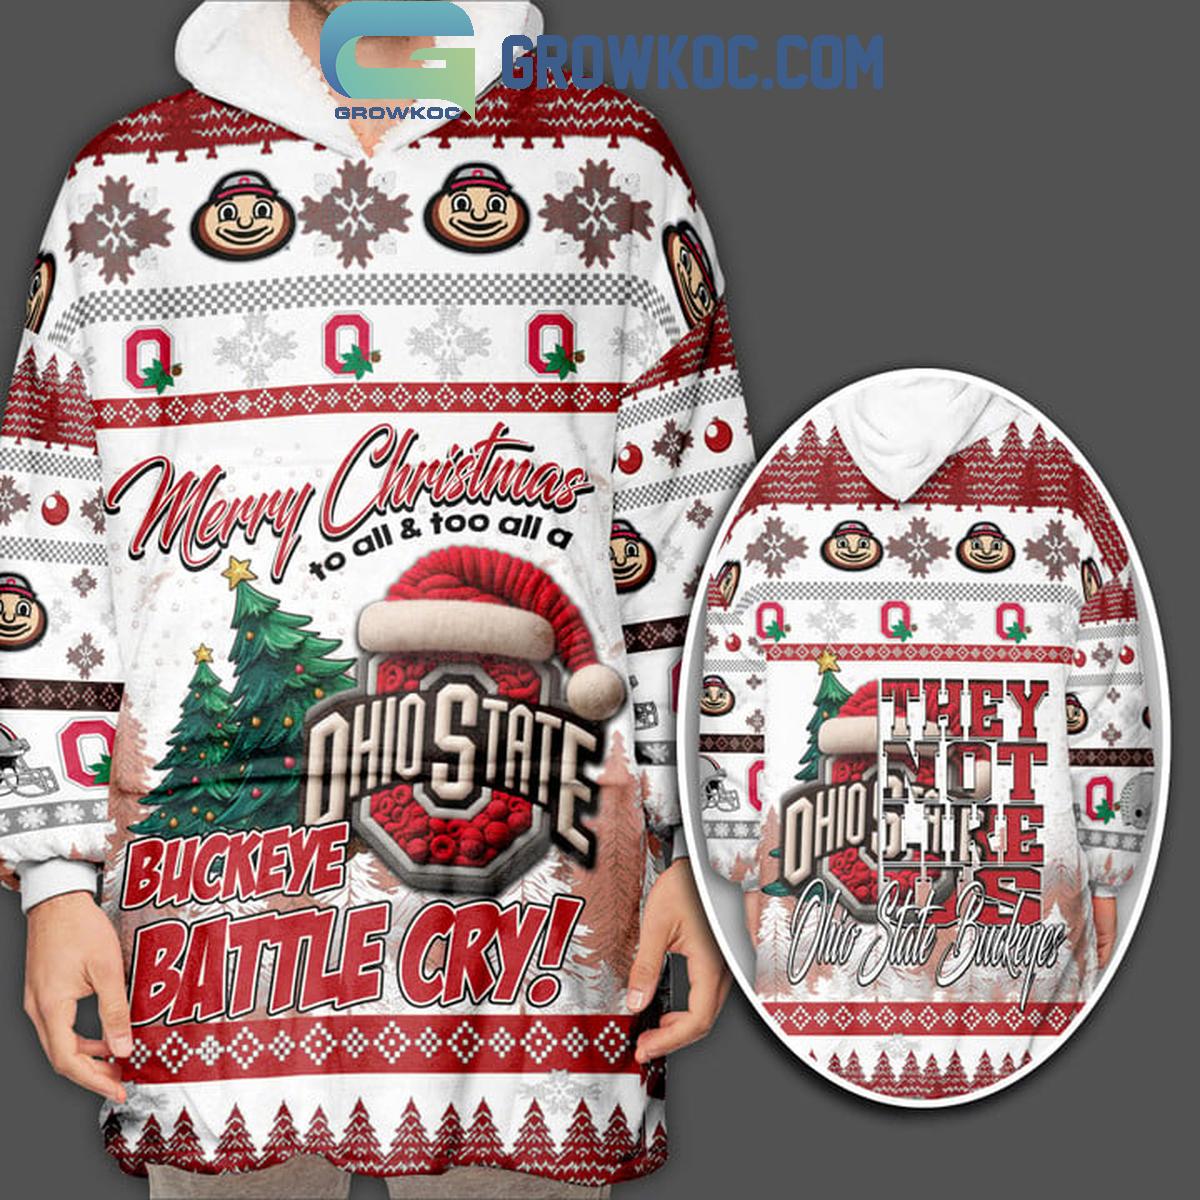 GROWKOC.COM
GROWKOC
Merry Christmas
to all & too all a
OHIO STATE
BUCKEYE
BATTLE CRY!
THEY
NOT
LIKE
US
OHIO STATE
Ohio State Buckeyes